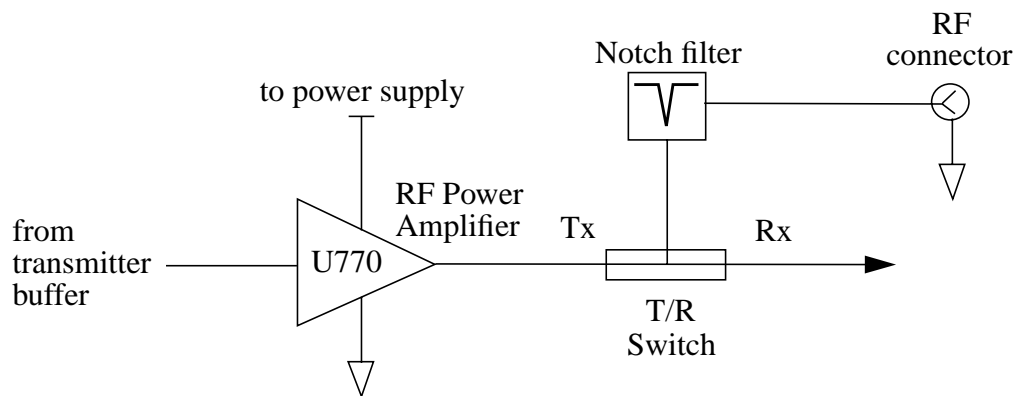 RF
connector
Notch filter
to power supply
RF Power
Amplifier
from
transmitter
buffer
U770
Tx
Rx
T/R
Switch